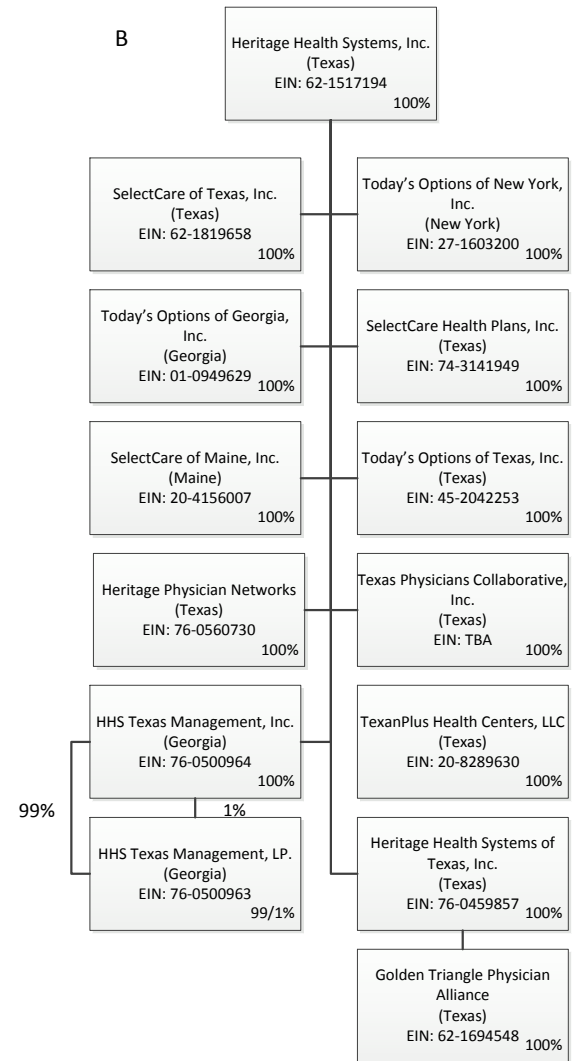 B
Heritage Health Systems, Inc.
(Texas)
EIN: 62-1517194
100%
SelectCare of Texas, Inc.
(Texas)
EIN: 62-1819658
100%
Today's Options of New York,
Inc.
(New York)
EIN: 27-1603200
100%
Today's Options of Georgia,
Inc.
(Georgia)
EIN: 01-0949629
100%
SelectCare Health Plans, Inc.
(Texas)
EIN: 74-3141949
100%
SelectCare of Maine, Inc.
(Maine)
EIN: 20-4156007
100%
Today's Options of Texas, Inc.
(Texas)
EIN: 45-2042253
100%
Heritage Physician Networks
(Texas)
EIN: 76-0560730
100%
Texas Physicians Collaborative,
Inc.
(Texas)
EIN: TBA
100%
HHS Texas Management, Inc.
(Georgia)
EIN: 76-0500964
100%
TexanPlus Health Centers, LLC
(Texas)
EIN: 20-8289630
100%
99%
1%
HHS Texas Management, LP.
(Georgia)
EIN: 76-0500963
99/1%
Heritage Health Systems of
Texas, Inc.
(Texas)
EIN: 76-0459857
100%
Golden Triangle Physician
Alliance
(Texas)
EIN: 62-1694548
100%